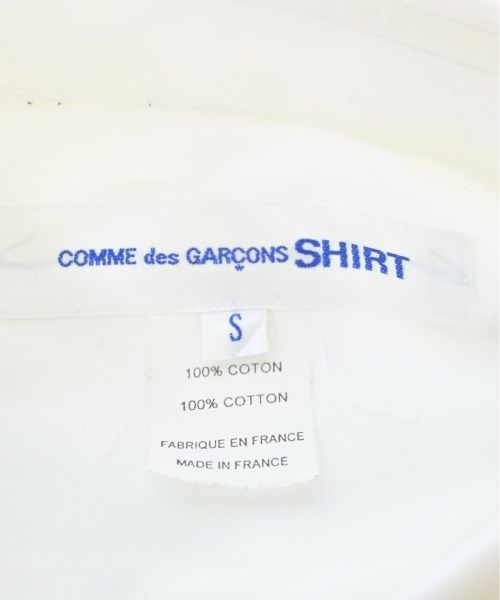 COMME des GARÇONS SHIRT
S
100% COTON
100% COTTON
FABRIQUE EN FRANCE
MADE IN FRANCE